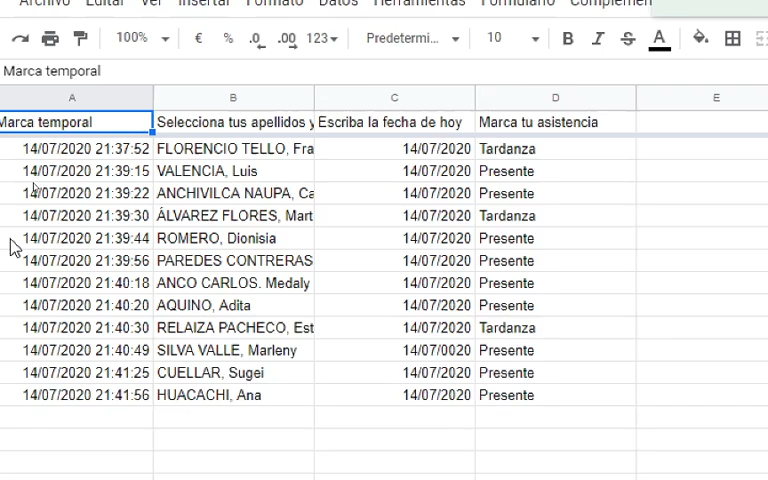 Archivo Editar Ver Insertar Formato Datos Herramientas Formulario Complemen
100% € % .0 .00 123 Predetermi... 10 B I S A
Marca temporal
A B C D E
Marca temporal Selecciona tus apellidos y Escriba la fecha de hoy Marca tu asistencia
14/07/2020 21:37:52 FLORENCIO TELLO, Fra 14/07/2020 Tardanza
14/07/2020 21:39:15 VALENCIA, Luis 14/07/2020 Presente
14/07/2020 21:39:22 ANCHIVILCA NAUPA, Ca 14/07/2020 Presente
14/07/2020 21:39:30 ÁLVAREZ FLORES, Mart 14/07/2020 Tardanza
14/07/2020 21:39:44 ROMERO, Dionisia 14/07/2020 Presente
14/07/2020 21:39:56 PAREDES CONTRERAS 14/07/2020 Presente
14/07/2020 21:40:18 ANCO CARLOS. Medaly 14/07/2020 Presente
14/07/2020 21:40:20 AQUINO, Adita 14/07/2020 Presente
14/07/2020 21:40:30 RELAIZA PACHECO, Est 14/07/2020 Tardanza
14/07/2020 21:40:49 SILVA VALLE, Marleny 14/07/0020 Presente
14/07/2020 21:41:25 CUELLAR, Sugei 14/07/2020 Presente
14/07/2020 21:41:56 HUACACHI, Ana 14/07/2020 Presente